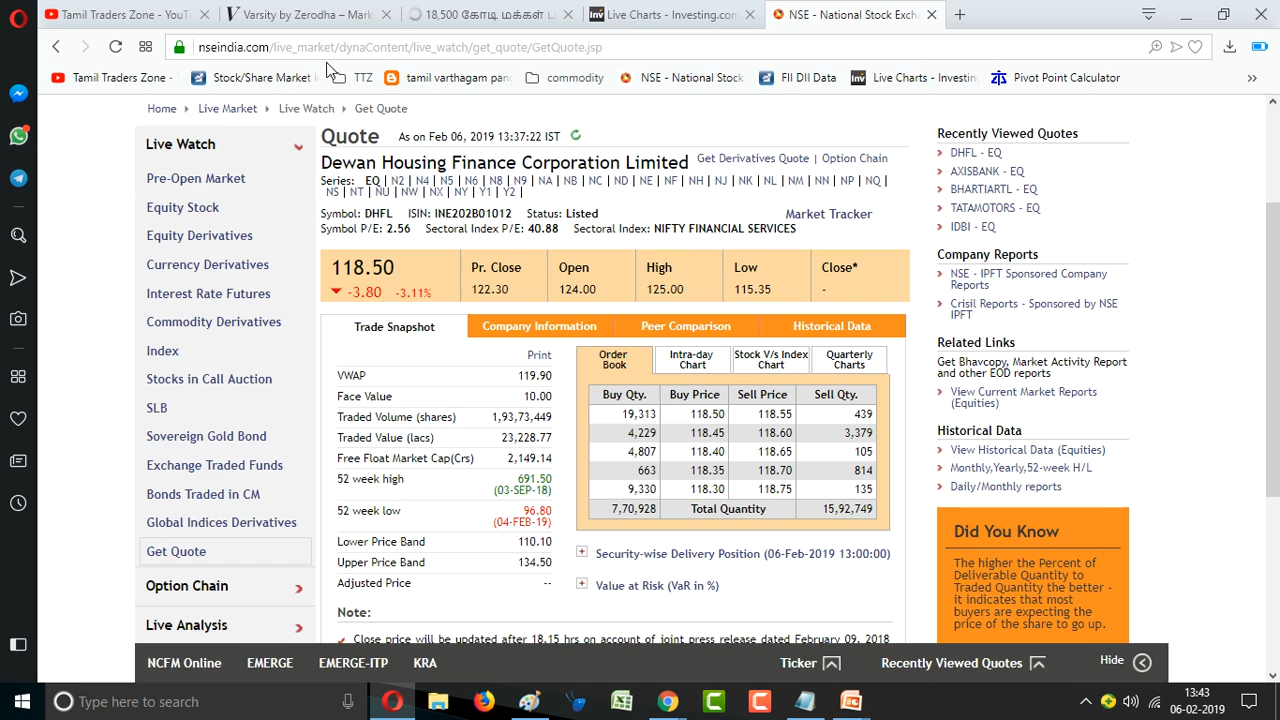 Tamil Traders Zone - YouT
Varsity by Zerodha – Mark
18,500 கோடி மக்கள் ப
Live Charts - Investing.com
NSE - National Stock Excha
nseindia.com/live_market/dynaContent/live_watch/get_quote/GetQuote.jsp
Tamil Traders Zone -
Stock/Share Market In
TTZ
tamil varthagam pan
commodity
NSE - National Stock
FII DII Data
Live Charts - Investin
Pivot Point Calculator
Home Live Market Live Watch Get Quote
Live Watch
Pre-Open Market
Equity Stock
Equity Derivatives
Currency Derivatives
Interest Rate Futures
Commodity Derivatives
Index
Stocks in Call Auction
SLB
Sovereign Gold Bond
Exchange Traded Funds
Bonds Traded in CM
Global Indices Derivatives
Get Quote
Option Chain
Live Analysis
Quote As on Feb 06, 2019 13:37:22 IST
Dewan Housing Finance Corporation Limited Get Derivatives Quote | Option Chain
Series: EQ | N2 | N4 | N5 | N6 | N8 | N9 | NA | NB | NC | ND | NE | NF | NH | NJ | NK | NL | NM | NN | NP | NQ |
NS | NT | NU | NW | NX | NY | Y1 | Y2 |
Symbol: DHFL ISIN: INE202B01012 Status: Listed Market Tracker
Symbol P/E: 2.56 Sectoral Index P/E: 40.88 Sectoral Index: NIFTY FINANCIAL SERVICES
118.50 Pr. Close Open High Low Close*
-3.80 -3.11% 122.30 124.00 125.00 115.35 -
Trade Snapshot Company Information Peer Comparison Historical Data
Print
VWAP 119.90
Face Value 10.00
Traded Volume (shares) 1,93,73,449
Traded Value (lacs) 23,228.77
Free Float Market Cap(Crs) 2,149.14
52 week high 691.50
(03-SEP-18)
52 week low 96.80
(04-FEB-19)
Lower Price Band 110.10
Upper Price Band 134.50
Adjusted Price --
Note:
Close price will be updated after 18.15 hrs on account of joint press release dated February 09, 2018
Order Book
Intra-day Chart
Stock V/s Index Chart
Quarterly Charts
Buy Qty. Buy Price Sell Price Sell Qty.
19,313 118.50 118.55 439
4,229 118.45 118.60 3,379
4,807 118.40 118.65 105
663 118.35 118.70 814
9,330 118.30 118.75 135
7,70,928 Total Quantity 15,92,749
Security-wise Delivery Position (06-Feb-2019 13:00:00)
Value at Risk (VaR in %)
Recently Viewed Quotes
DHFL - EQ
AXISBANK - EQ
BHARTIARTL - EQ
TATAMOTORS - EQ
IDBI - EQ
Company Reports
NSE - IPFT Sponsored Company
Reports
Crisil Reports - Sponsored by NSE
IPFT
Related Links
Get Bhavcopy, Market Activity Report
and other EOD reports
View Current Market Reports
(Equities)
Historical Data
View Historical Data (Equities)
Monthly,Yearly,52-week H/L
Daily/Monthly reports
Did You Know
The higher the Percent of
Deliverable Quantity to
Traded Quantity the better -
it indicates that most
buyers are expecting the
price of the share to go up.
NCFM Online EMERGE EMERGE-ITP KRA Ticker Recently Viewed Quotes Hide
Type here to search
13:43
06-02-2019